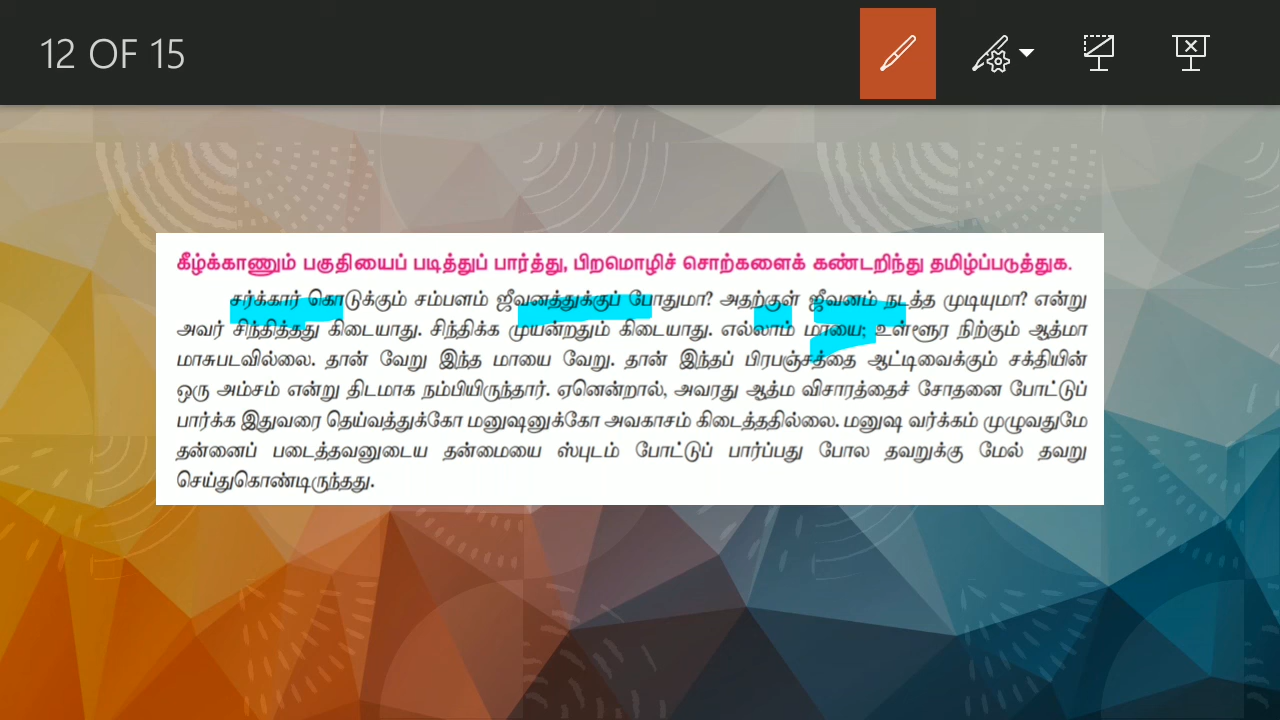 12 OF 15
கீழ்க்காணும் பகுதியைப் படித்துப் பார்த்து, பிறமொழிச் சொற்களைக் கண்டறிந்து தமிழ்ப்படுத்துக.
சர்க்கார் கொடுக்கும் சம்பளம் ஜீவனத்துக்குப் போதுமா? அதற்குள் ஜீவனம் நடத்த முடியுமா? என்று
அவர் சிந்தித்தது கிடையாது. சிந்திக்க முயன்றதும் கிடையாது. எல்லாம் மாயை; உள்ளூர நிற்கும் ஆத்மா
மாசுபடவில்லை. தான் வேறு இந்த மாயை வேறு. தான் இந்தப் பிரபஞ்சத்தை ஆட்டிவைக்கும் சக்தியின்
ஒரு அம்சம் என்று திடமாக நம்பியிருந்தார். ஏனென்றால், அவரது ஆத்ம விசாரத்தைச் சோதனை போட்டுப்
பார்க்க இதுவரை தெய்வத்துக்கோ மனுஷனுக்கோ அவகாசம் கிடைத்ததில்லை. மனுஷ வர்க்கம் முழுவதுமே
தன்னைப் படைத்தவனுடைய தன்மையை ஸ்புடம் போட்டுப் பார்ப்பது போல தவறுக்கு மேல் தவறு
செய்துகொண்டிருந்தது.